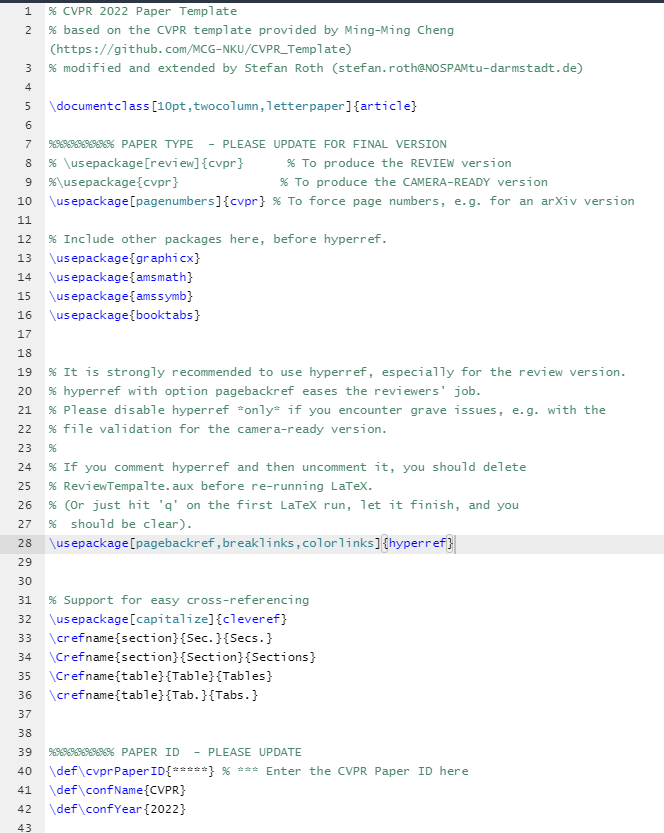 1 % CVPR 2022 Paper Template
2 % based on the CVPR template provided by Ming-Ming Cheng
(https://github.com/MCG-NKU/CVPR_Template)
3 % modified and extended by Stefan Roth (stefan.roth@NOSPAMtu-darmstadt.de)
4
5 \documentclass[10pt,twocolumn,letterpaper]{article}
6
7 %%%%%%%%% PAPER TYPE  - PLEASE UPDATE FOR FINAL VERSION
8 % \usepackage[review]{cvpr}      % To produce the REVIEW version
9 %\usepackage{cvpr}              % To produce the CAMERA-READY version
10 \usepackage[pagenumbers]{cvpr} % To force page numbers, e.g. for an arXiv version
11
12 % Include other packages here, before hyperref.
13 \usepackage{graphicx}
14 \usepackage{amsmath}
15 \usepackage{amssymb}
16 \usepackage{booktabs}
17
18
19 % It is strongly recommended to use hyperref, especially for the review version.
20 % hyperref with option pagebackref eases the reviewers' job.
21 % Please disable hyperref *only* if you encounter grave issues, e.g. with the
22 % file validation for the camera-ready version.
23 %
24 % If you comment hyperref and then uncomment it, you should delete
25 % ReviewTempalte.aux before re-running LaTeX.
26 % (Or just hit 'q' on the first LaTeX run, let it finish, and you
27 %  should be clear).
28 \usepackage[pagebackref,breaklinks,colorlinks]{hyperref}
29
30
31 % Support for easy cross-referencing
32 \usepackage[capitalize]{cleveref}
33 \crefname{section}{Sec.}{Secs.}
34 \Crefname{section}{Section}{Sections}
35 \Crefname{table}{Table}{Tables}
36 \crefname{table}{Tab.}{Tabs.}
37
38
39 %%%%%%%%% PAPER ID  - PLEASE UPDATE
40 \def\cvprPaperID{*****} % *** Enter the CVPR Paper ID here
41 \def\confName{CVPR}
42 \def\confYear{2022}
43